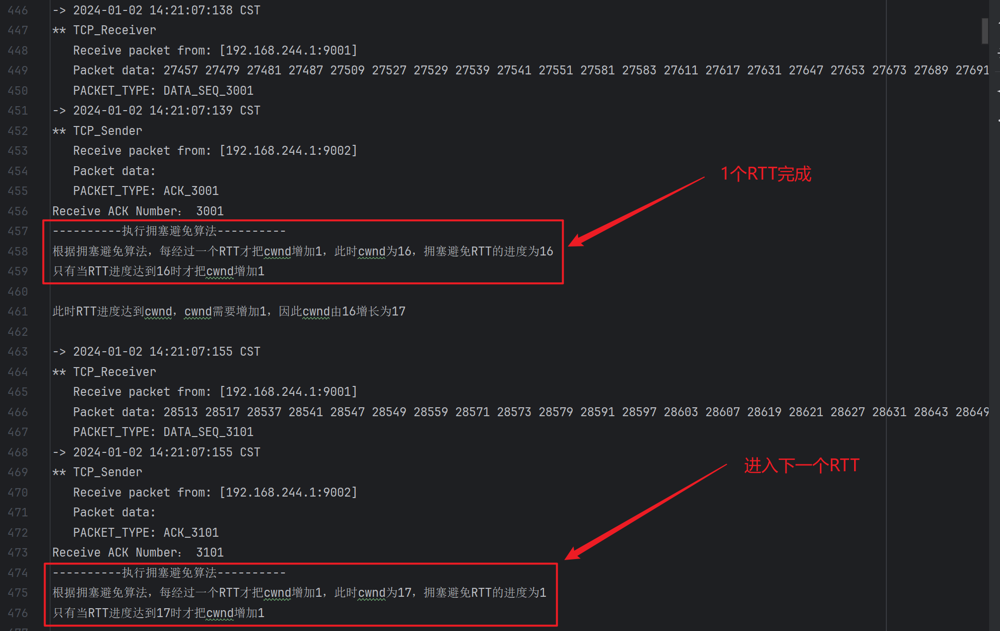 446 -> 2024-01-02 14:21:07:138 CST
447 ** TCP_Receiver
448 Receive packet from: [192.168.244.1:9001]
449 Packet data: 27457 27479 27481 27487 27509 27527 27529 27539 27541 27551 27581 27583 27611 27617 27631 27647 27653 27673 27689 27691
450 PACKET_TYPE: DATA_SEQ_3001
451 -> 2024-01-02 14:21:07:139 CST
452 ** TCP_Sender
453 Receive packet from: [192.168.244.1:9002]
1个RTT完成
454 Packet data:
455 PACKET_TYPE: ACK_3001
456 Receive ACK Number： 3001
457 ----------执行拥塞避免算法----------
458 根据拥塞避免算法，每经过一个RTT才把cwnd增加1，此时cwnd为16，拥塞避免RTT的进度为16
459 只有当RTT进度达到16时才把cwnd增加1
460
461 此时RTT进度达到cwnd，cwnd需要增加1，因此cwnd由16增长为17
462
463 -> 2024-01-02 14:21:07:155 CST
464 ** TCP_Receiver
465 Receive packet from: [192.168.244.1:9001]
466 Packet data: 28513 28517 28537 28541 28547 28549 28559 28571 28573 28579 28591 28597 28603 28607 28619 28621 28627 28631 28643 28649
467 PACKET_TYPE: DATA_SEQ_3101
468 -> 2024-01-02 14:21:07:155 CST
进入下一个RTT
469 ** TCP_Sender
470 Receive packet from: [192.168.244.1:9002]
471 Packet data:
472 PACKET_TYPE: ACK_3101
473 Receive ACK Number： 3101
474 ----------执行拥塞避免算法----------
475 根据拥塞避免算法，每经过一个RTT才把cwnd增加1，此时cwnd为17，拥塞避免RTT的进度为1
476 只有当RTT进度达到17时才把cwnd增加1